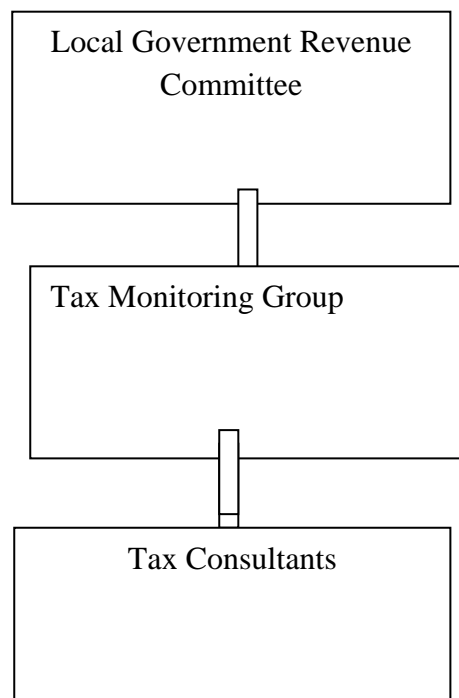 Local Government Revenue
Committee
Tax Monitoring Group
Tax Consultants